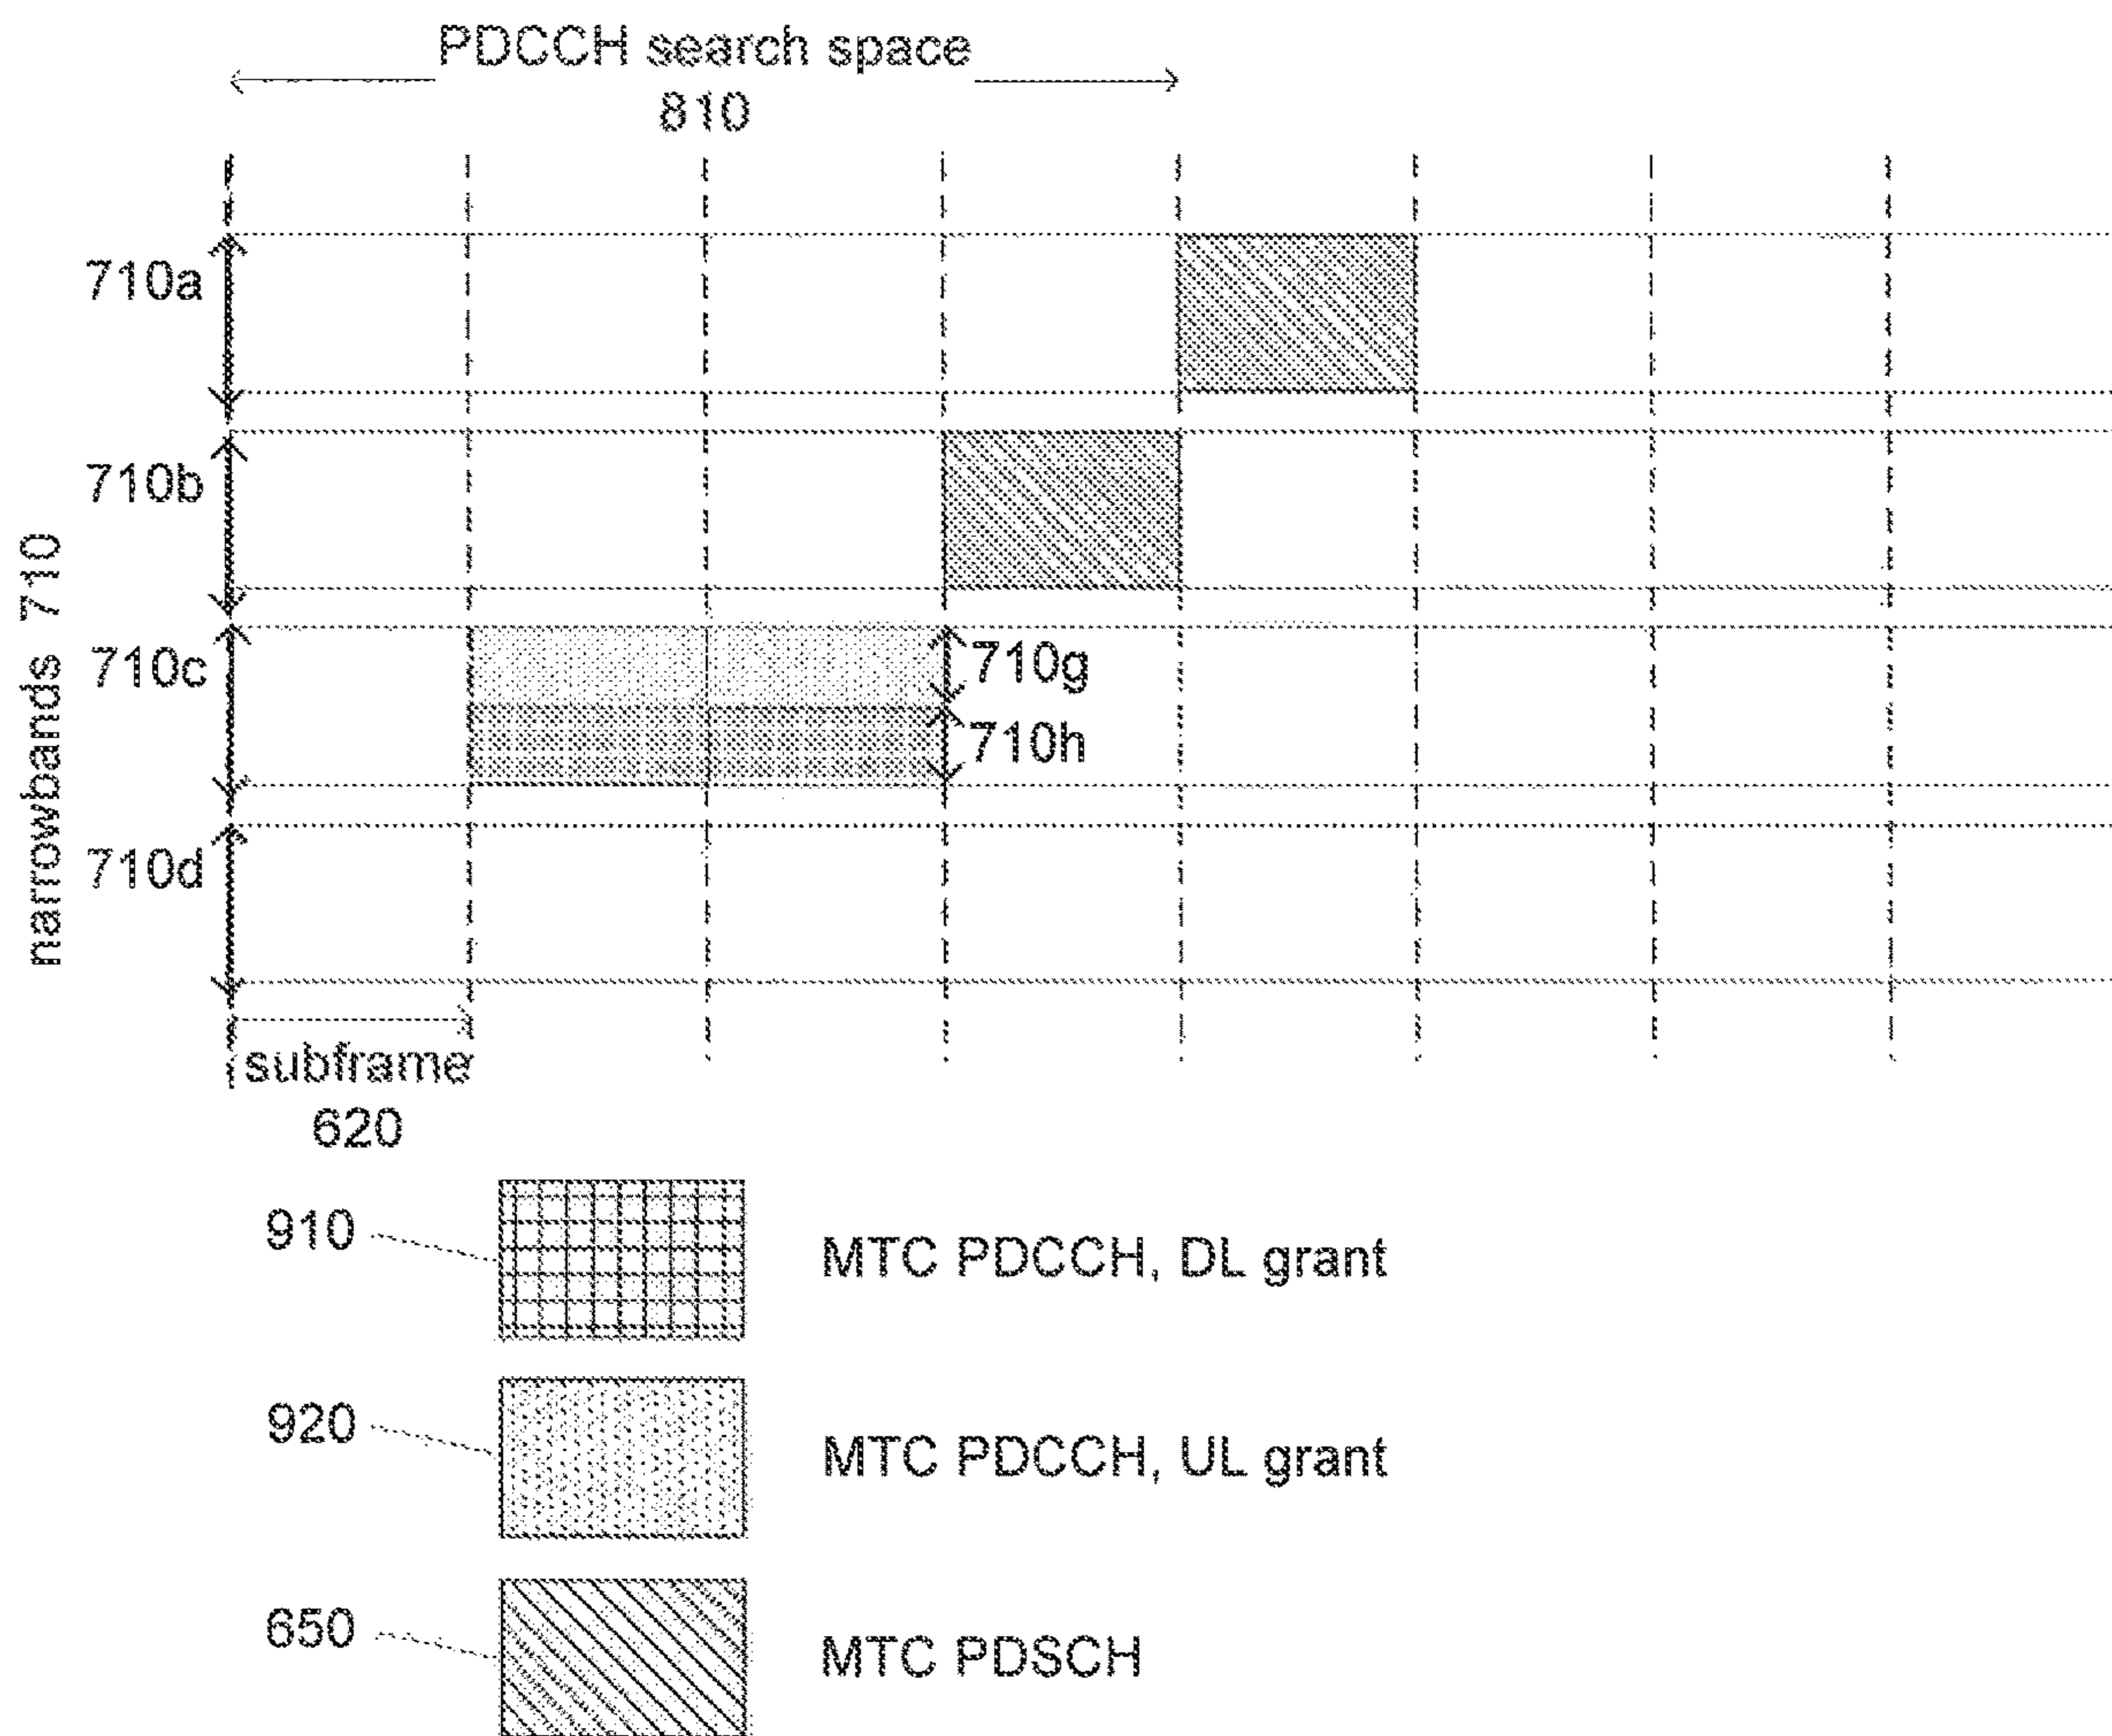 PDCCH search space
810
710a
710b
narrowbands 710
710c
710g
710h
710d
subframe
620
910 MTC PDCCH, DL grant
920 MTC PDCCH, UL grant
650 MTC PDSCH